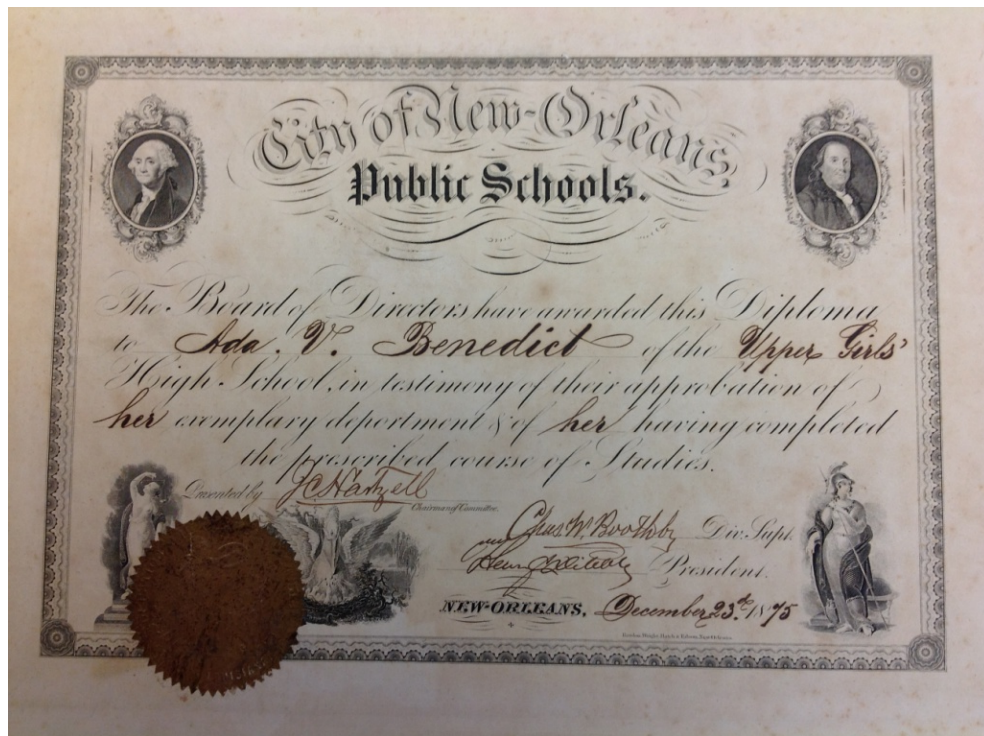 City of New-Orleans,
Public Schools.
The Board of Directors have awarded this Diploma
to Ada. V. Benedict of the Upper Girls'
High School, in testimony of their approbation of
her exemplary deportment & of her having completed
the prescribed course of Studies.
Presented by J.C. Hartzell
Chairman of Committee.
Chas. W. Boothby Div. Supt.
President.
NEW-ORLEANS, December 23d. 1875